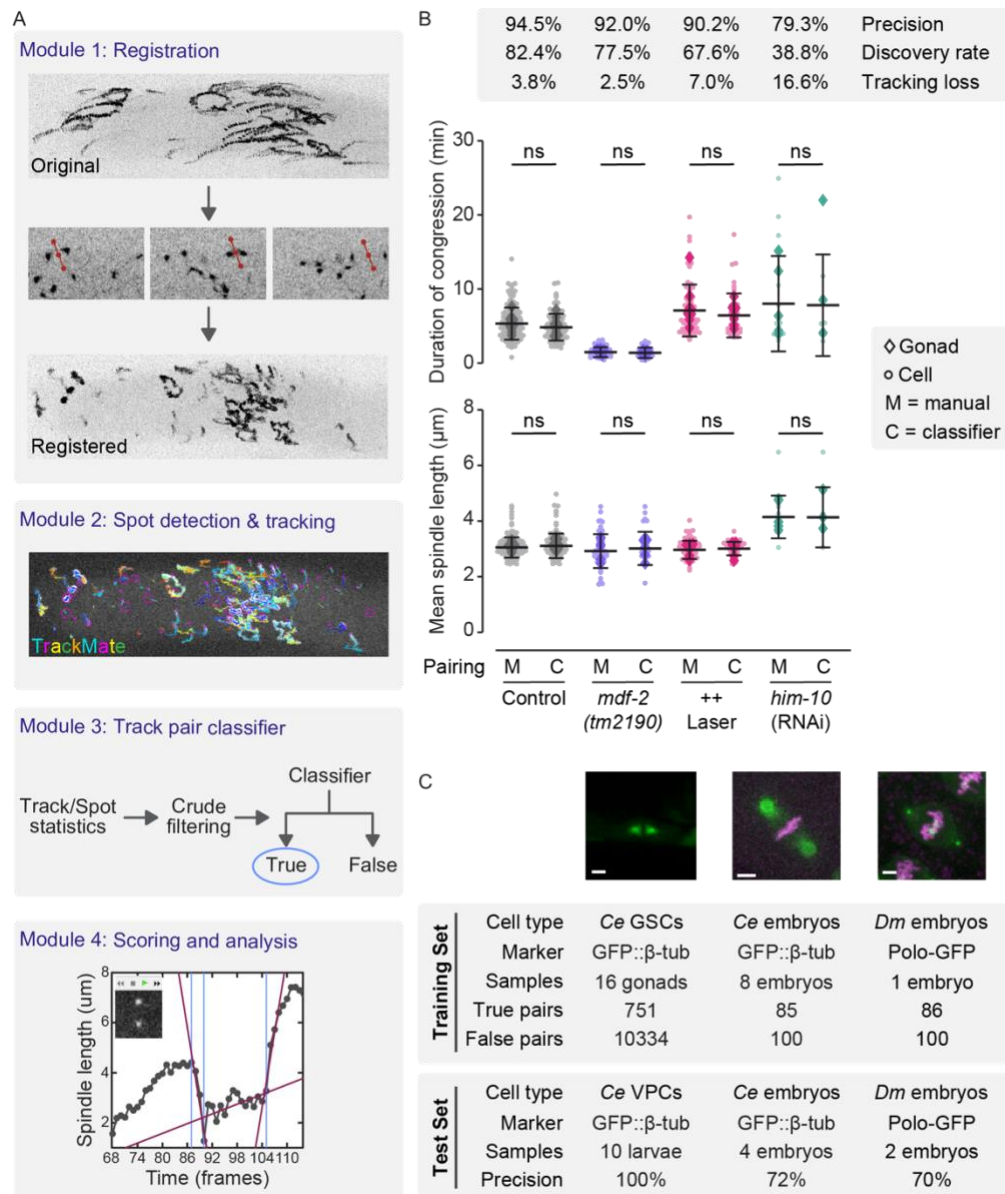 A
Module 1: Registration
Original
Registered
Module 2: Spot detection & tracking
TrackMate
Module 3: Track pair classifier
Classifier
Track/Spot statistics
Crude filtering
True
False
Module 4: Scoring and analysis
Spindle length (um)
8
6
4
2
68 74 80 86 92 98 104 110
Time (frames)
B
94.5% 92.0% 90.2% 79.3% Precision
82.4% 77.5% 67.6% 38.8% Discovery rate
3.8% 2.5% 7.0% 16.6% Tracking loss
Duration of congression (min)
30
20
10
0
ns ns ns ns
Mean spindle length (µm)
8
6
4
2
0
ns ns ns ns
Gonad
Cell
M = manual
C = classifier
Pairing M C M C M C M C
Control mdf-2 ++ him-10
(tm2190) Laser (RNAi)
C
Training Set
Cell type Ce GSCs Ce embryos Dm embryos
Marker GFP::β-tub GFP::β-tub Polo-GFP
Samples 16 gonads 8 embryos 1 embryo
True pairs 751 85 86
False pairs 10334 100 100
Test Set
Cell type Ce VPCs Ce embryos Dm embryos
Marker GFP::β-tub GFP::β-tub Polo-GFP
Samples 10 larvae 4 embryos 2 embryos
Precision 100% 72% 70%